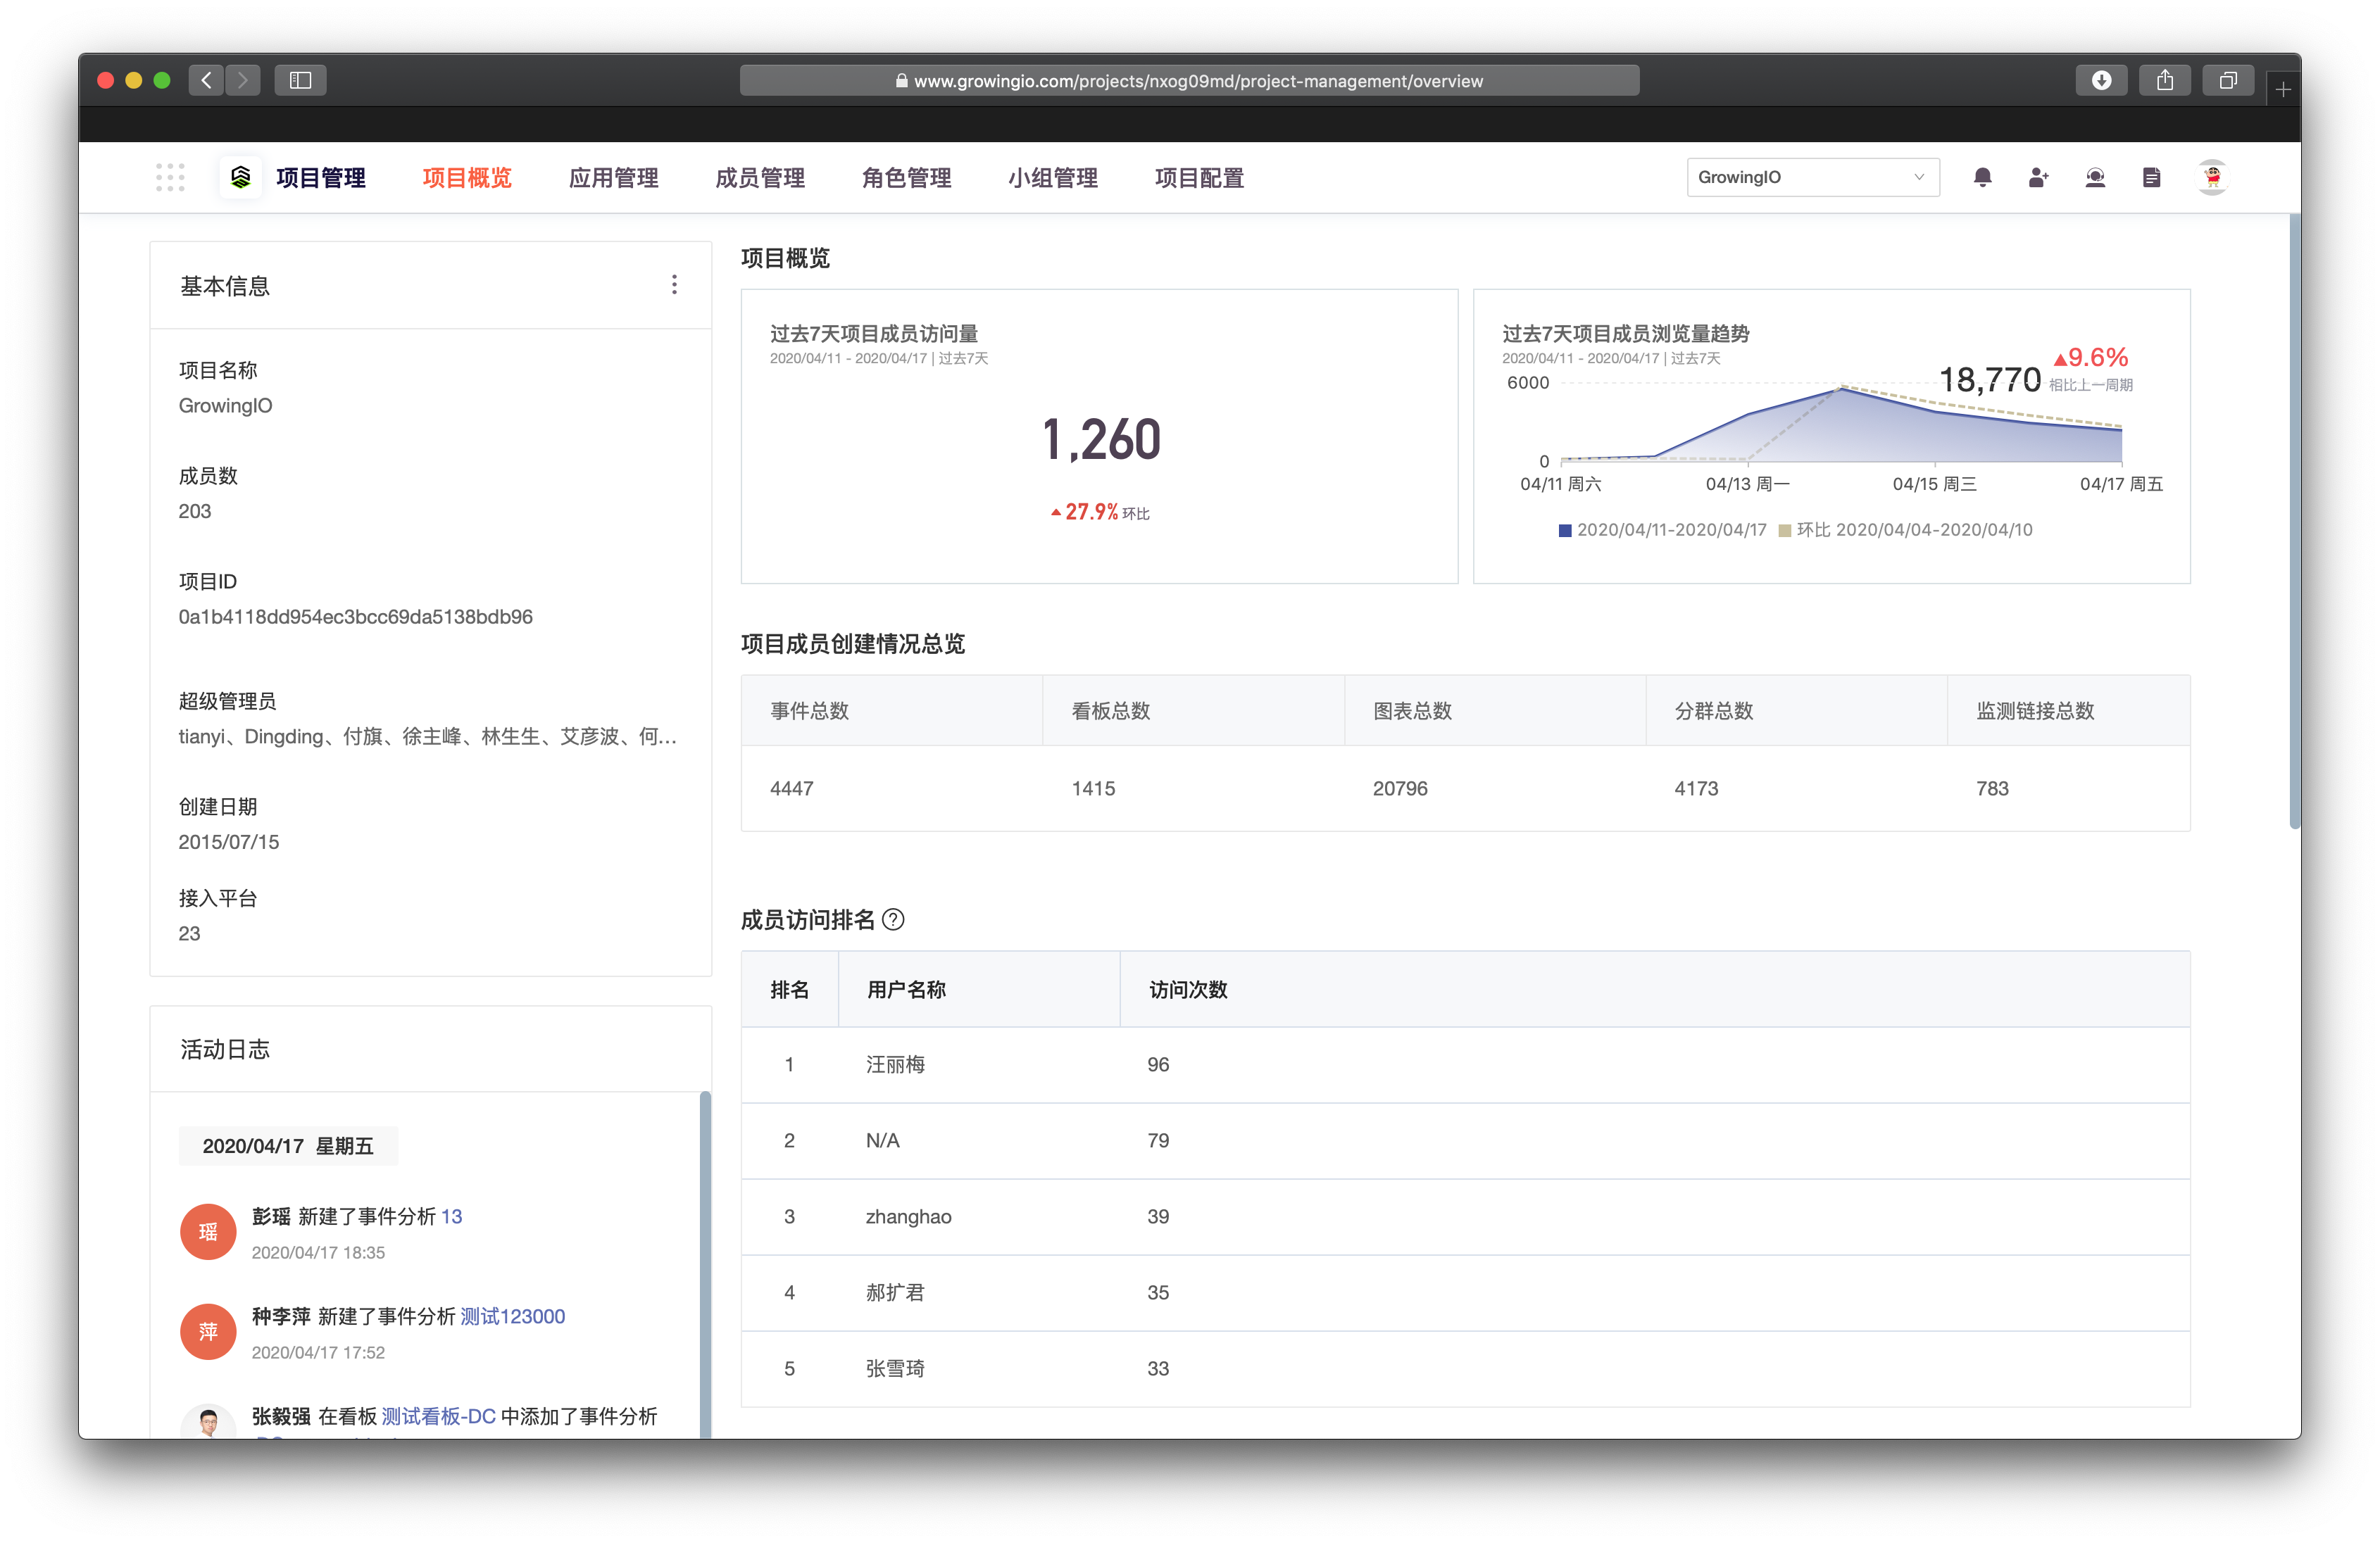 www.growingio.com/projects/nxog09md/project-management/overview
项目管理 项目概览 应用管理 成员管理 角色管理 小组管理 项目配置 GrowingIO
基本信息
项目名称
GrowingIO
成员数
203
项目ID
0a1b4118dd954ec3bcc69da5138bdb96
超级管理员
tianyi、Dingding、付旗、徐主峰、林生生、艾彦波、何...
创建日期
2015/07/15
接入平台
23
活动日志
2020/04/17 星期五
瑶
彭瑶 新建了事件分析 13
2020/04/17 18:35
萍
种李萍 新建了事件分析 测试123000
2020/04/17 17:52
张毅强 在看板 测试看板-DC 中添加了事件分析
项目概览
过去7天项目成员访问量
2020/04/11 - 2020/04/17 | 过去7天
1,260
27.9% 环比
过去7天项目成员浏览量趋势
2020/04/11 - 2020/04/17 | 过去7天
18,770 ▲9.6%
相比上一周期
6000
0
04/11 周六 04/13 周一 04/15 周三 04/17 周五
2020/04/11-2020/04/17 环比 2020/04/04-2020/04/10
项目成员创建情况总览
事件总数 看板总数 图表总数 分群总数 监测链接总数
4447 1415 20796 4173 783
成员访问排名
排名 用户名称 访问次数
1 汪丽梅 96
2 N/A 79
3 zhanghao 39
4 郝扩君 35
5 张雪琦 33